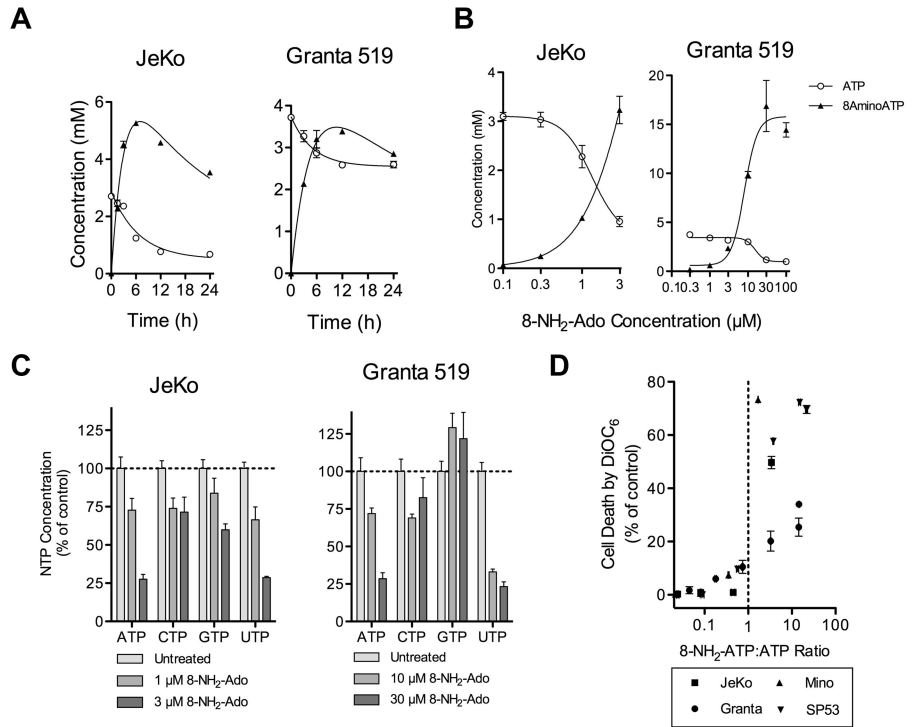 A
JeKo
Granta 519
Concentration (mM)
6
4
2
0
0 6 12 18 24
Time (h)
4
3
2
1
0
0 6 12 18 24
Time (h)
B
JeKo
Granta 519
ATP
8AminoATP
Concentration (mM)
4
3
2
1
0
0.1 0.3 1 3
20
15
10
5
0
0.10.3 1 3 10 30 100
8-NH2-Ado Concentration (µM)
C
JeKo
Granta 519
NTP Concentration
(% of control)
125
100
75
50
25
0
ATP CTP GTP UTP
Untreated
1 µM 8-NH2-Ado
3 µM 8-NH2-Ado
125
100
75
50
25
0
ATP CTP GTP UTP
Untreated
10 µM 8-NH2-Ado
30 µM 8-NH2-Ado
D
Cell Death by DiOC6
(% of control)
80
60
40
20
0
0.1 1 10 100
8-NH2-ATP:ATP Ratio
JeKo Mino
Granta SP53